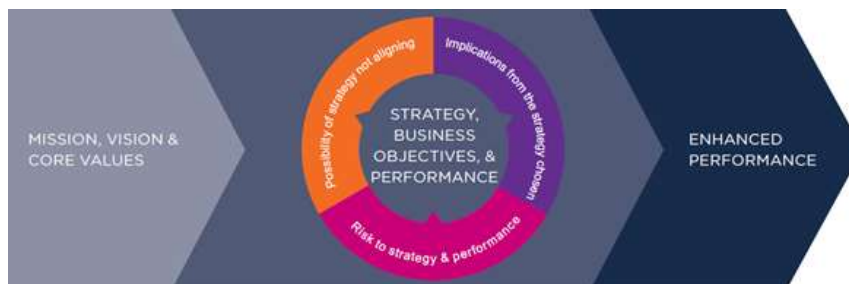 MISSION, VISION &
CORE VALUES
Possibility of strategy not aligning
Implications from the strategy chosen
STRATEGY,
BUSINESS
OBJECTIVES, &
PERFORMANCE
Risk to strategy & performance
ENHANCED
PERFORMANCE